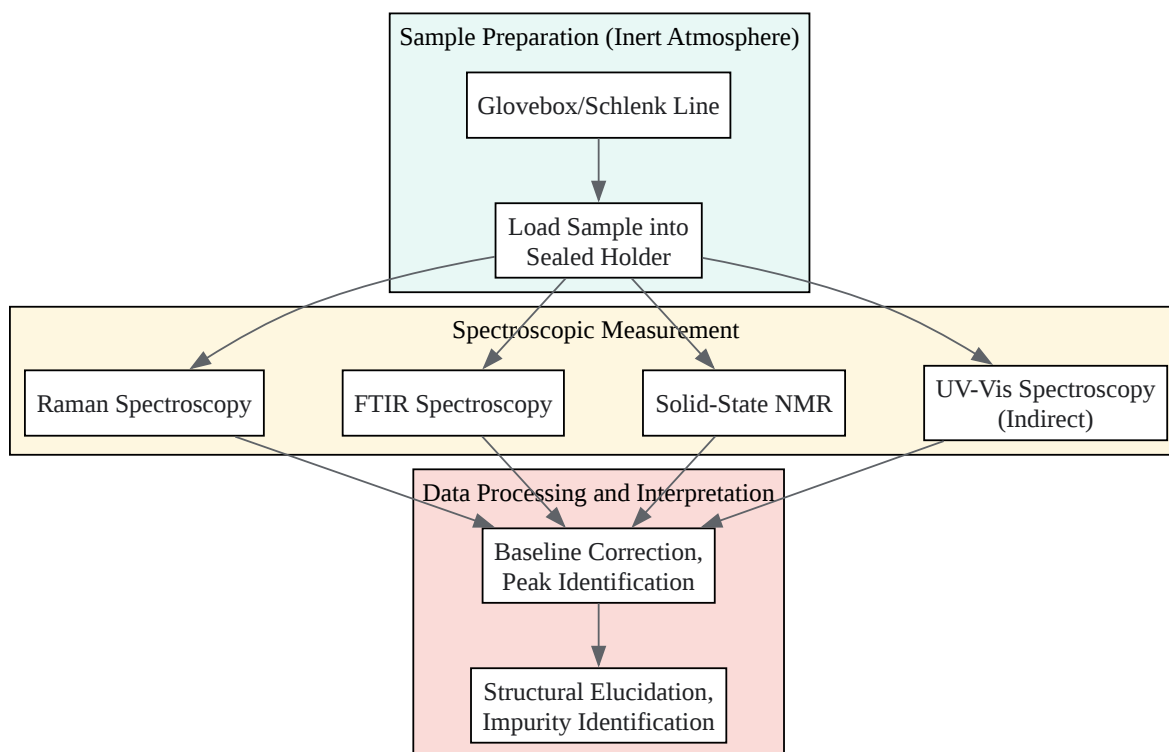 Sample Preparation (Inert Atmosphere)
Glovebox/Schlenk Line
Load Sample into
Sealed Holder
Spectroscopic Measurement
Raman Spectroscopy
FTIR Spectroscopy
Solid-State NMR
UV-Vis Spectroscopy
(Indirect)
Data Processing and Interpretation
Baseline Correction,
Peak Identification
Structural Elucidation,
Impurity Identification